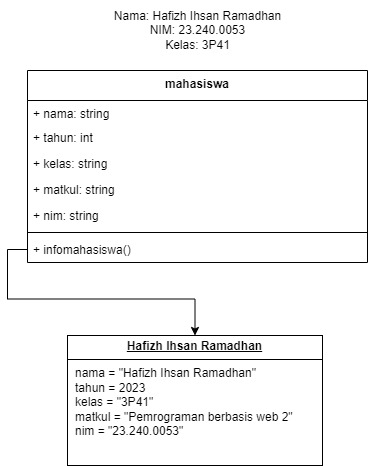 Nama: Hafizh Ihsan Ramadhan
NIM: 23.240.0053
Kelas: 3P41
mahasiswa
+ nama: string
+ tahun: int
+ kelas: string
+ matkul: string
+ nim: string
+ infomahasiswa()
Hafizh Ihsan Ramadhan
nama = "Hafizh Ihsan Ramadhan"
tahun = 2023
kelas = "3P41"
matkul = "Pemrograman berbasis web 2"
nim = "23.240.0053"